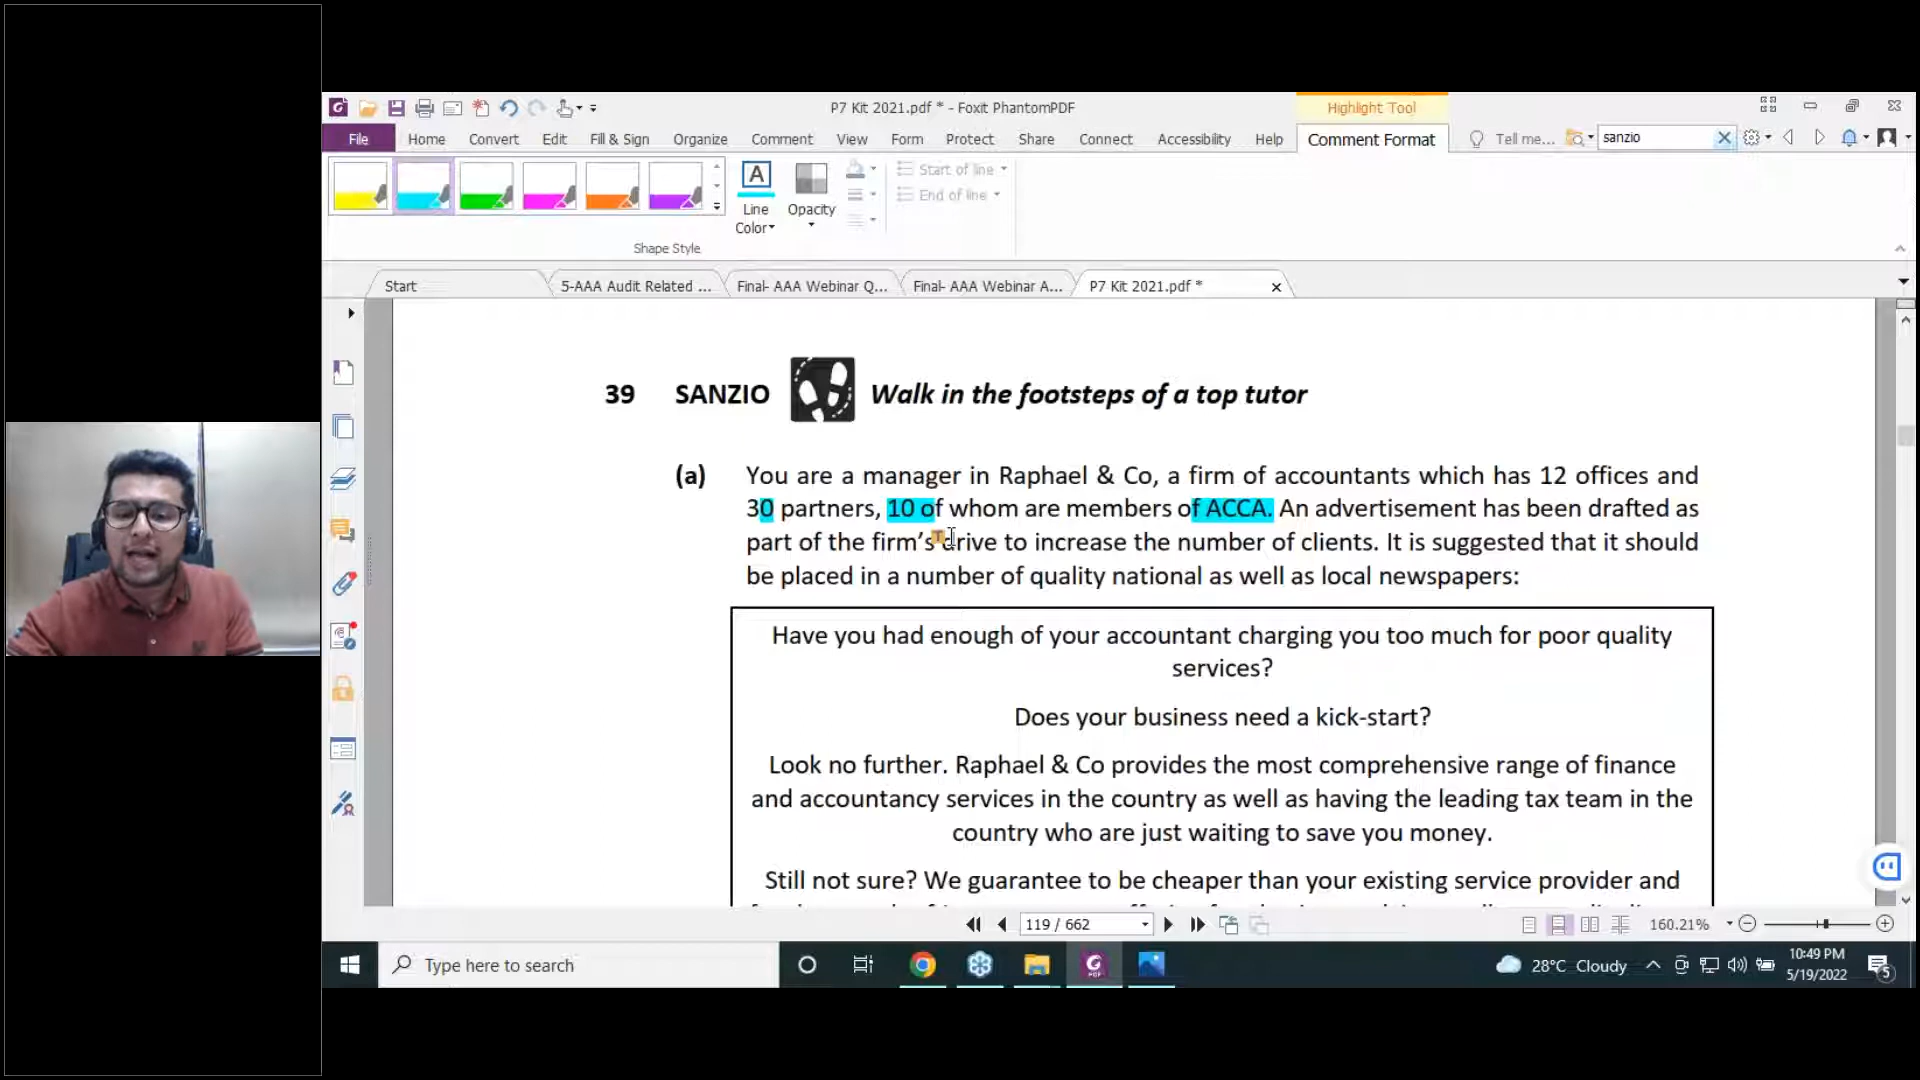 P7 Kit 2021.pdf * - Foxit PhantomPDF
Highlight Tool
File
Home
Convert
Edit
Fill & Sign
Organize
Comment
View
Form
Protect
Share
Connect
Accessibility
Help
Comment Format
Tell me...
sanzio
A
Line
Color
Opacity
Start of line
End of line
Shape Style
Start
5-AAA Audit Related ...
Final- AAA Webinar Q...
Final- AAA Webinar A...
P7 Kit 2021.pdf *
39 SANZIO Walk in the footsteps of a top tutor
(a) You are a manager in Raphael & Co, a firm of accountants which has 12 offices and
30 partners, 10 of whom are members of ACCA. An advertisement has been drafted as
part of the firm's drive to increase the number of clients. It is suggested that it should
be placed in a number of quality national as well as local newspapers:
Have you had enough of your accountant charging you too much for poor quality
services?
Does your business need a kick-start?
Look no further. Raphael & Co provides the most comprehensive range of finance
and accountancy services in the country as well as having the leading tax team in the
country who are just waiting to save you money.
Still not sure? We guarantee to be cheaper than your existing service provider and
119 / 662
160.21%
Type here to search
28°C Cloudy
10:49 PM
5/19/2022
5